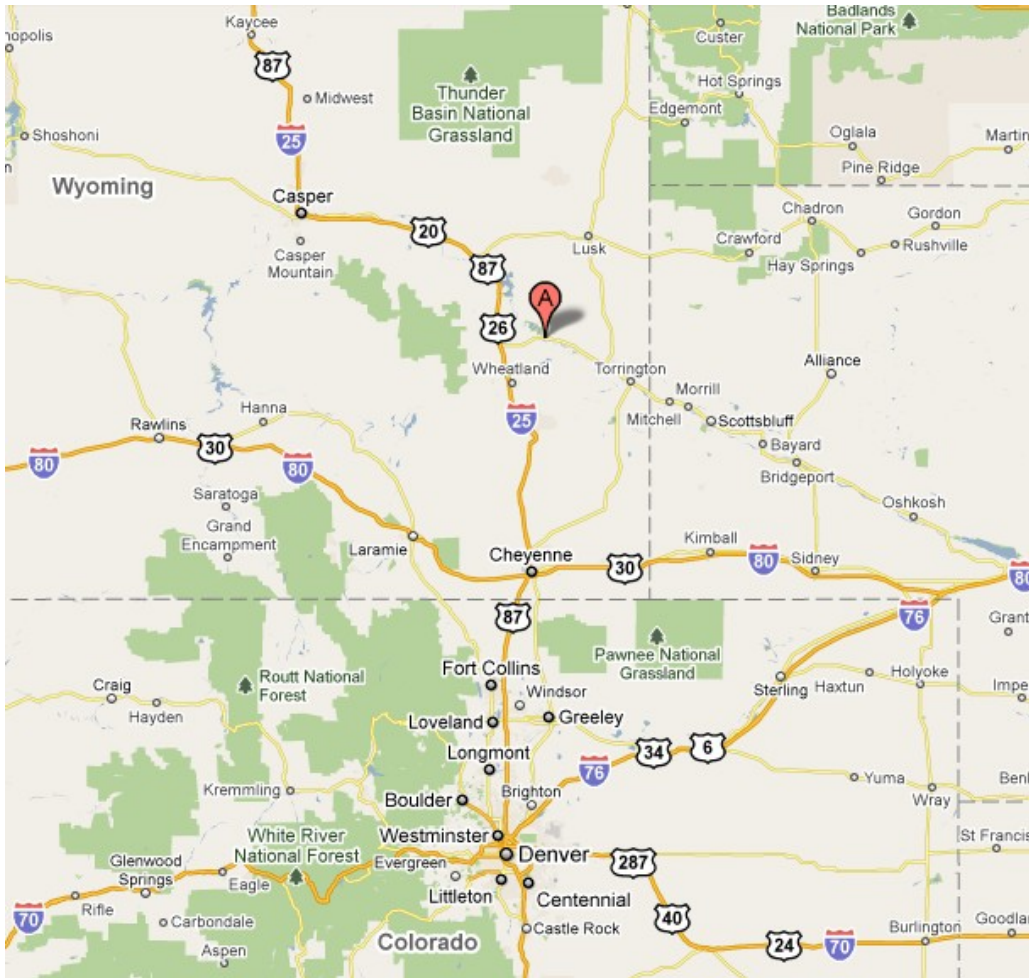 Kaycee
Badlands
National Park
Custer
nopolis
87
Hot Springs
Midwest
Thunder
Basin National
Grassland
Edgemont
Shoshoni
25
Oglala
Martin
n
Pine Ridge
Wyoming
Casper
Chadron
Gordon
20
Lusk
Crawford
Rushville
Casper
Mountain
87
Hay Springs
A
26
Wheatland
Torrington
Alliance
Morrill
Hanna
25
Mitchell
Scottsbluff
Rawlins
30
Bayard
80
80
Bridgeport
Saratoga
Oshkosh
Grand
Encampment
Laramie
Cheyenne
Kimball
30
80
Sidney
80
87
76
Grant
Fort Collins
Pawnee National
Grassland
Routt National
Forest
Craig
Windsor
Sterling
Haxtun
Holyoke
Impe
Hayden
Loveland
Greeley
34
6
Longmont
76
Yuma
Benk
Kremmling
Brighton
Wray
Boulder
White River
National Forest
Westminster
St Francis
Glenwood
Springs
Evergreen
Denver
287
Eagle
Littleton
Centennial
Rifle
70
Carbondale
40
Castle Rock
Burlington
Goodland
Colorado
24
70
Aspen